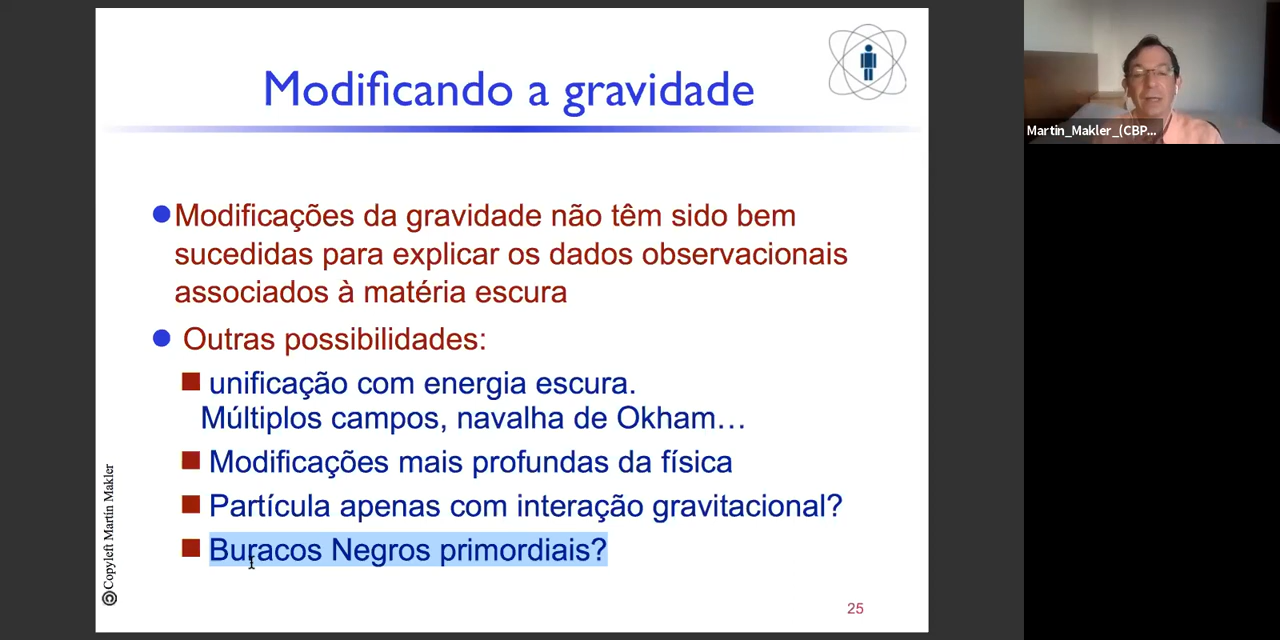 Modificando a gravidade
Martin_Makler_(CBP...
Modificações da gravidade não têm sido bem
sucedidas para explicar os dados observacionais
associados à matéria escura
Outras possibilidades:
unificação com energia escura.
Múltiplos campos, navalha de Okham...
Modificações mais profundas da física
Partícula apenas com interação gravitacional?
Buracos Negros primordiais?
Copyleft Martín Makler
25